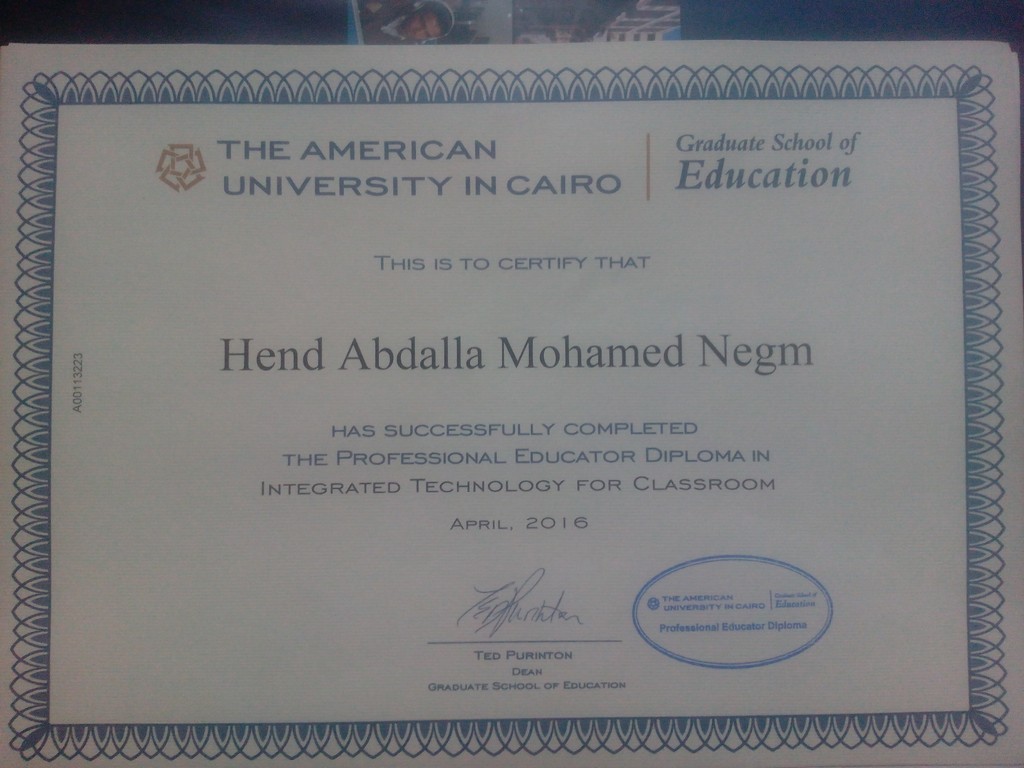 THE AMERICAN
UNIVERSITY IN CAIRO
Graduate School of
Education
THIS IS TO CERTIFY THAT
Hend Abdalla Mohamed Negm
A00113223
HAS SUCCESSFULLY COMPLETED
THE PROFESSIONAL EDUCATOR DIPLOMA IN
INTEGRATED TECHNOLOGY FOR CLASSROOM
APRIL, 2016
Ted Purinton
TED PURINTON
DEAN
GRADUATE SCHOOL OF EDUCATION
THE AMERICAN
UNIVERSITY IN CAIRO
Graduate School of
Education
Professional Educator Diploma